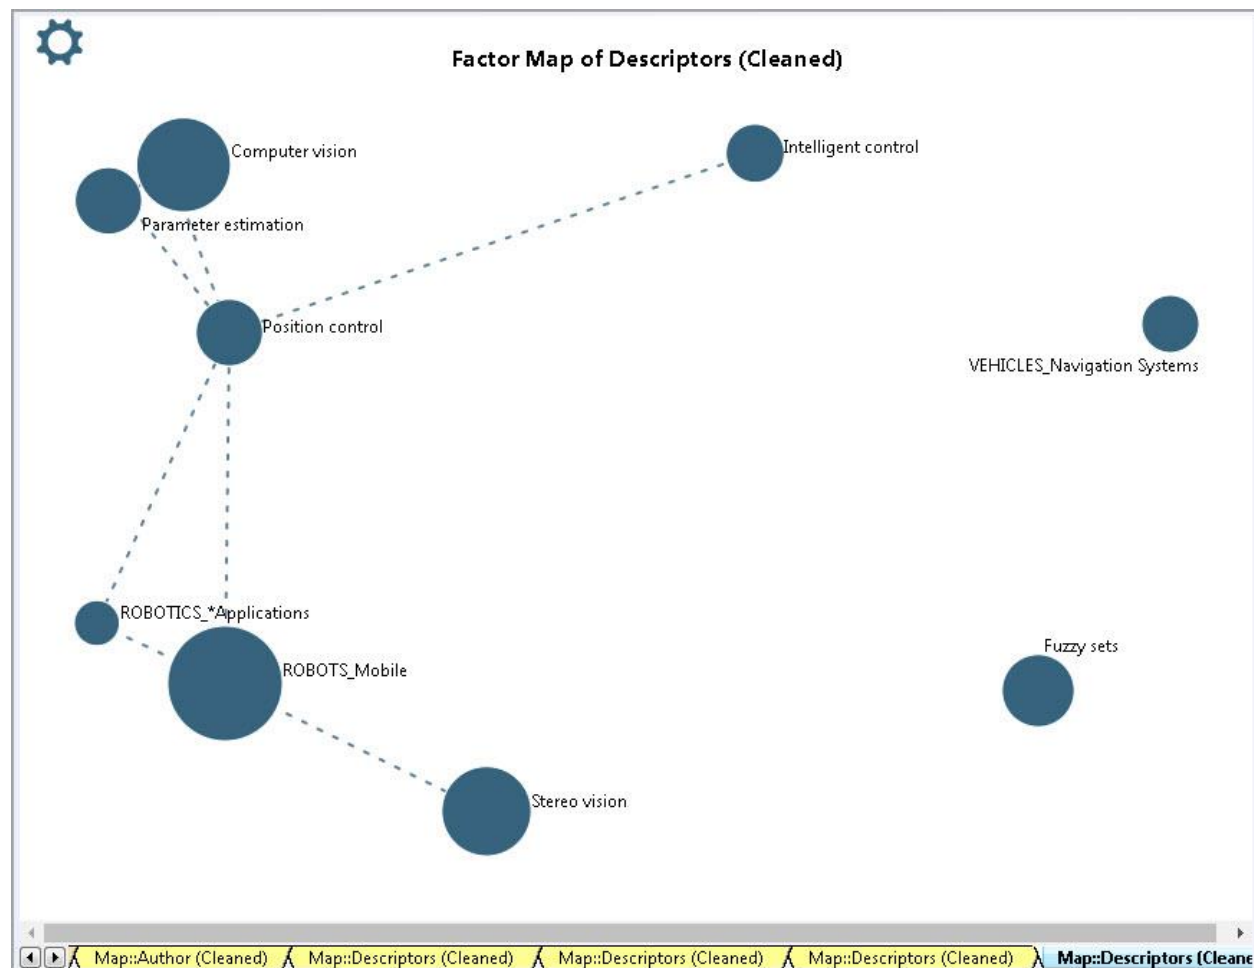 Factor Map of Descriptors (Cleaned)
Computer vision
Intelligent control
Parameter estimation
Position control
VEHICLES_Navigation Systems
ROBOTICS_*Applications
Fuzzy sets
ROBOTS_Mobile
Stereo vision
Map::Author (Cleaned) Map::Descriptors (Cleaned) Map::Descriptors (Cleaned) Map::Descriptors (Cleaned) Map::Descriptors (Cleane